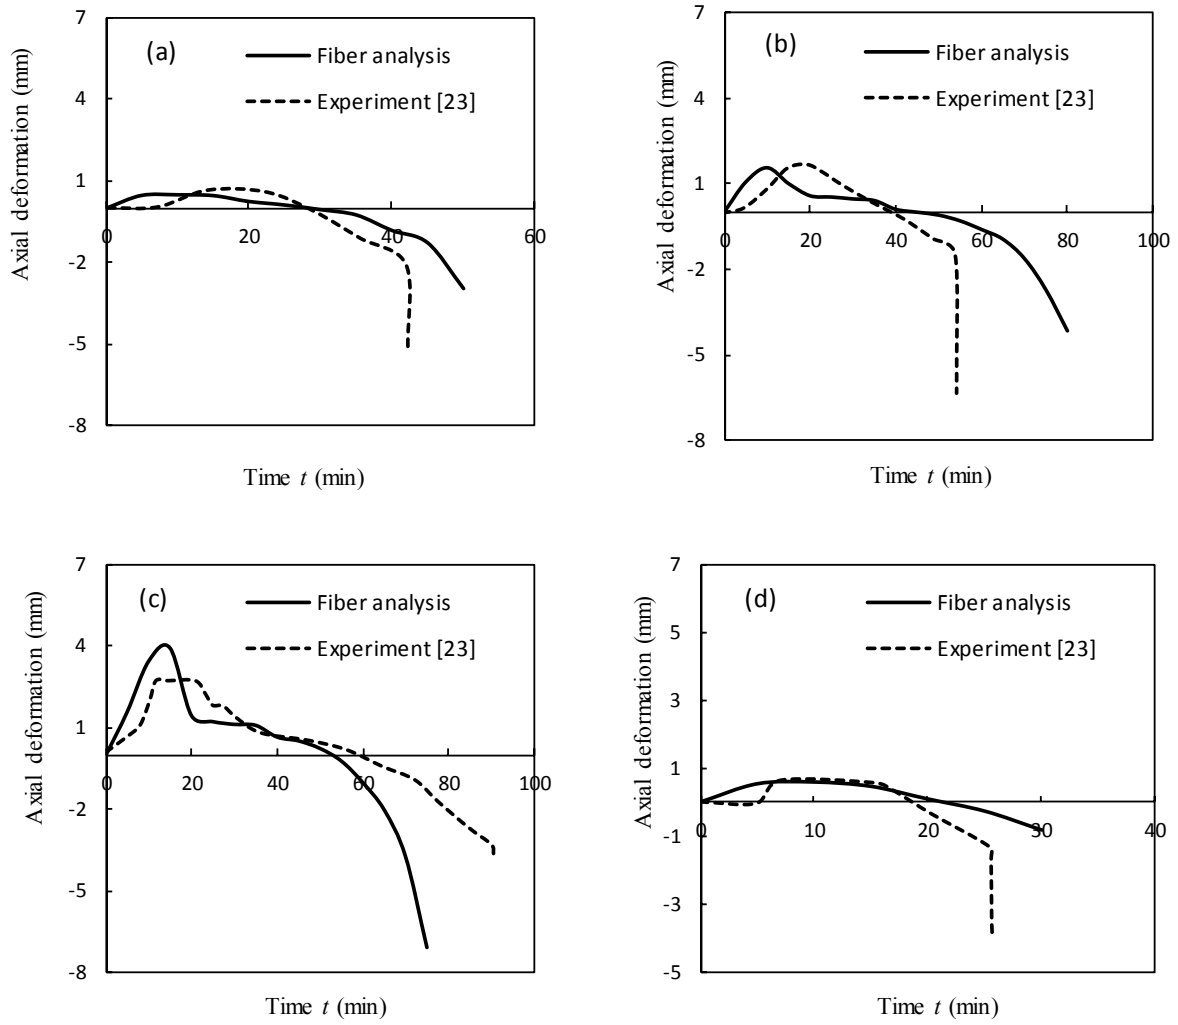 (a)
Fiber analysis
Experiment [23]
Axial deformation (mm)
7
4
1
-2
-5
-8
0
20
40
60
Time t (min)
(b)
Fiber analysis
Experiment [23]
Axial deformation (mm)
7
4
1
-2
-5
-8
0
20
40
60
80
100
Time t (min)
(c)
Fiber analysis
Experiment [23]
Axial deformation (mm)
7
4
1
-2
-5
-8
0
20
40
60
80
100
Time t (min)
(d)
Fiber analysis
Experiment [23]
Axial deformation (mm)
7
5
3
1
-1
-3
-5
0
10
20
30
40
Time t (min)